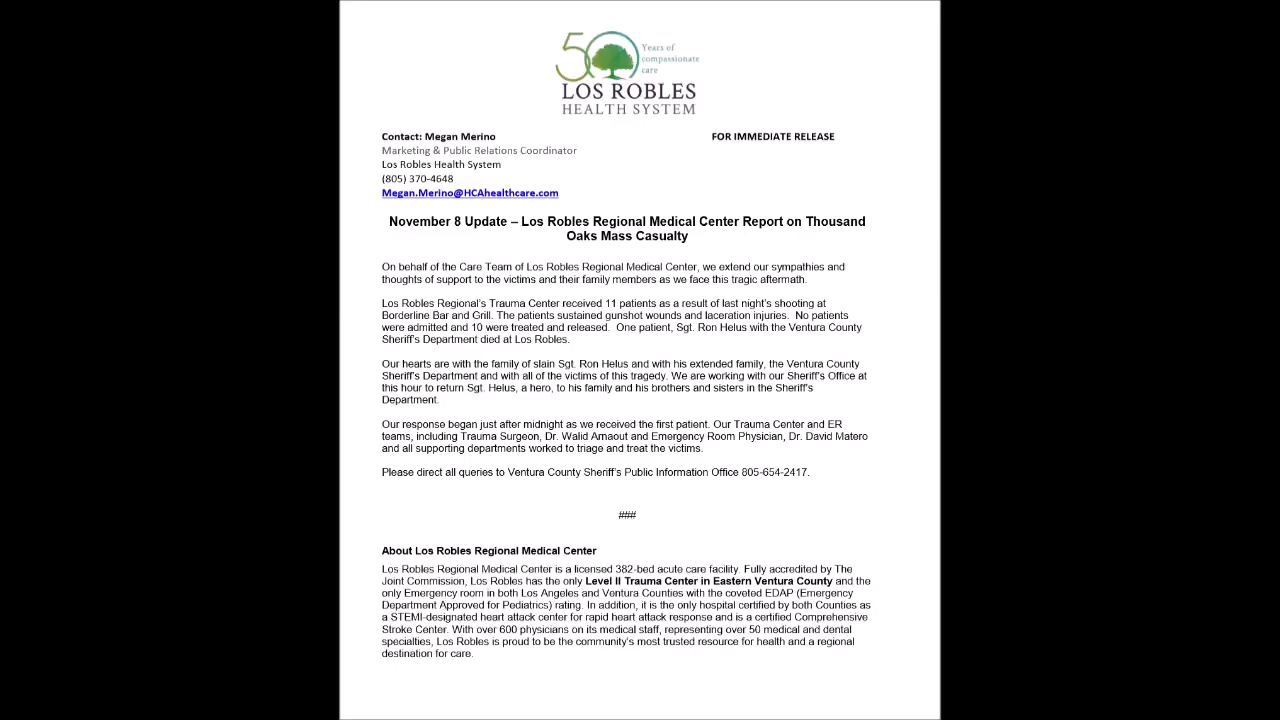 50 Years of
compassionate
care
LOS ROBLES
HEALTH SYSTEM
Contact: Megan Merino FOR IMMEDIATE RELEASE
Marketing & Public Relations Coordinator
Los Robles Health System
(805) 370-4648
Megan.Merino@HCAhealthcare.com
November 8 Update – Los Robles Regional Medical Center Report on Thousand
Oaks Mass Casualty
On behalf of the Care Team of Los Robles Regional Medical Center, we extend our sympathies and
thoughts of support to the victims and their family members as we face this tragic aftermath.
Los Robles Regional's Trauma Center received 11 patients as a result of last night's shooting at
Borderline Bar and Grill. The patients sustained gunshot wounds and laceration injuries. No patients
were admitted and 10 were treated and released. One patient, Sgt. Ron Helus with the Ventura County
Sheriff's Department died at Los Robles.
Our hearts are with the family of slain Sgt. Ron Helus and with his extended family, the Ventura County
Sheriff's Department and with all of the victims of this tragedy. We are working with our Sheriff's Office at
this hour to return Sgt. Helus, a hero, to his family and his brothers and sisters in the Sheriff's
Department.
Our response began just after midnight as we received the first patient. Our Trauma Center and ER
teams, including Trauma Surgeon, Dr. Walid Arnaout and Emergency Room Physician, Dr. David Matero
and all supporting departments worked to triage and treat the victims.
Please direct all queries to Ventura County Sheriff's Public Information Office 805-654-2417.
###
About Los Robles Regional Medical Center
Los Robles Regional Medical Center is a licensed 382-bed acute care facility. Fully accredited by The
Joint Commission, Los Robles has the only Level II Trauma Center in Eastern Ventura County and the
only Emergency room in both Los Angeles and Ventura Counties with the coveted EDAP (Emergency
Department Approved for Pediatrics) rating. In addition, it is the only hospital certified by both Counties as
a STEMI-designated heart attack center for rapid heart attack response and is a certified Comprehensive
Stroke Center. With over 600 physicians on its medical staff, representing over 50 medical and dental
specialties, Los Robles is proud to be the community's most trusted resource for health and a regional
destination for care.